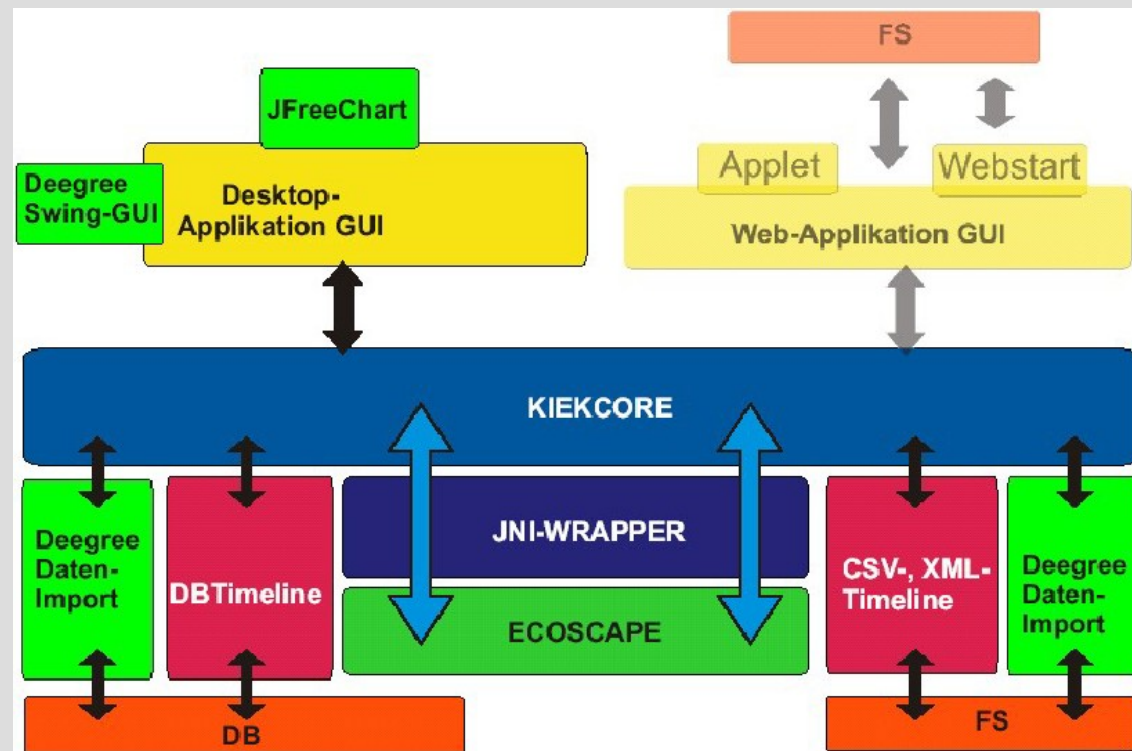 FS
JFreeChart
Applet
Webstart
Deegree
Swing-GUI
Desktop-
Applikation GUI
Web-Applikation GUI
KIEKCORE
Deegree
Daten-
Import
DBTimeline
JNI-WRAPPER
ECOSCAPE
CSV-, XML-
Timeline
Deegree
Daten-
Import
DB
FS